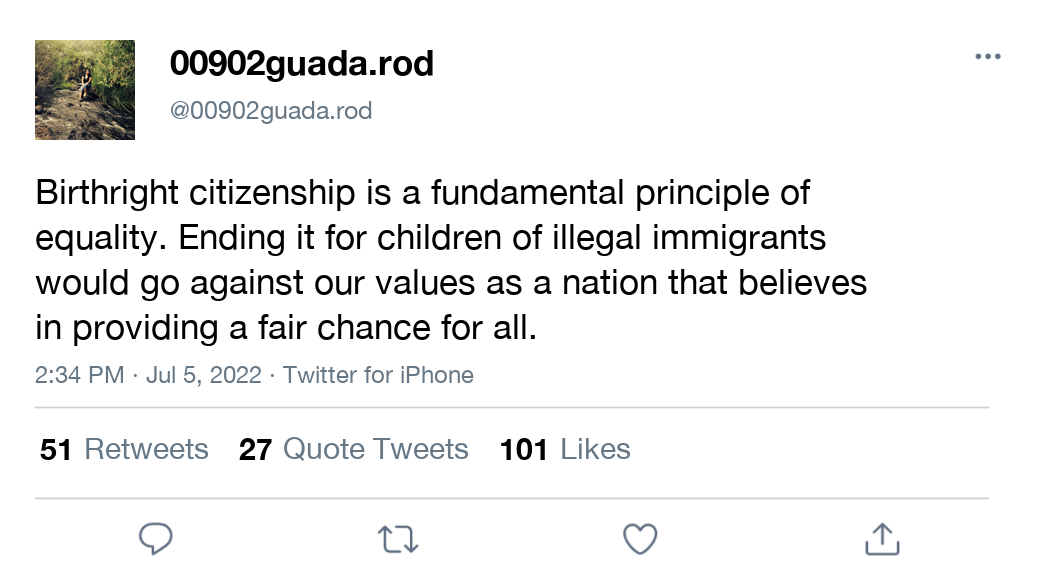 00902guada.rod
@00902guada.rod
Birthright citizenship is a fundamental principle of
equality. Ending it for children of illegal immigrants
would go against our values as a nation that believes
in providing a fair chance for all.
2:34 PM · Jul 5, 2022 · Twitter for iPhone
51 Retweets 27 Quote Tweets 101 Likes